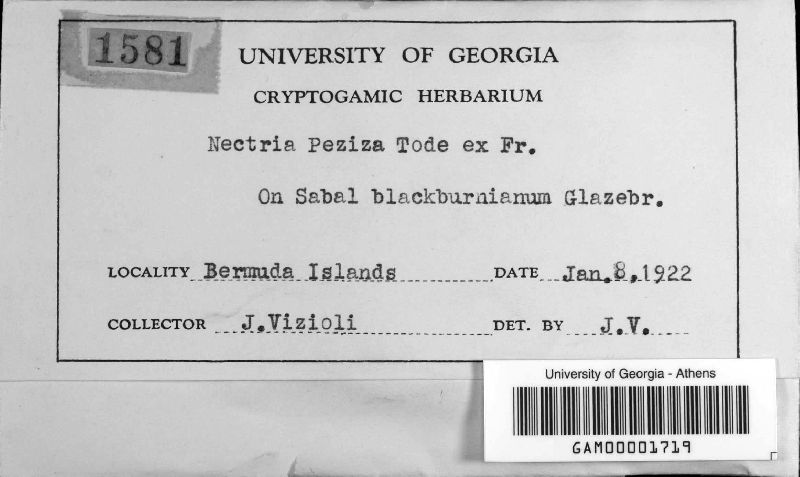 1581
UNIVERSITY OF GEORGIA
CRYPTOGAMIC HERBARIUM
Nectria Peziza Tode ex Fr.
On Sabal blackburnianum Glazebr.
LOCALITY Bermuda Islands DATE Jan.8,1922
COLLECTOR J.Vizioli DET. BY J.V.
University of Georgia - Athens
GAM00001719